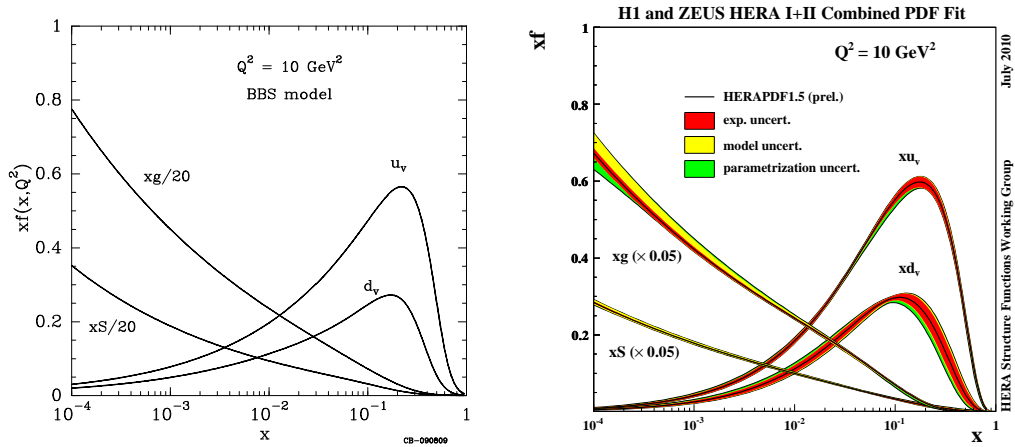 Q² = 10 GeV²
BBS model
xg/20
xS/20
u_v
d_v
xf(x,Q²)
1
0.8
0.6
0.4
0.2
0
10⁻⁴
10⁻³
10⁻²
10⁻¹
1
x
CB-090809
H1 and ZEUS HERA I+II Combined PDF Fit
xf
Q² = 10 GeV²
HERAPDF1.5 (prel.)
exp. uncert.
model uncert.
parametrization uncert.
xu_v
xg (× 0.05)
xd_v
xS (× 0.05)
1
0.8
0.6
0.4
0.2
10⁻⁴
10⁻³
10⁻²
10⁻¹
1
x
July 2010
HERA Structure Functions Working Group